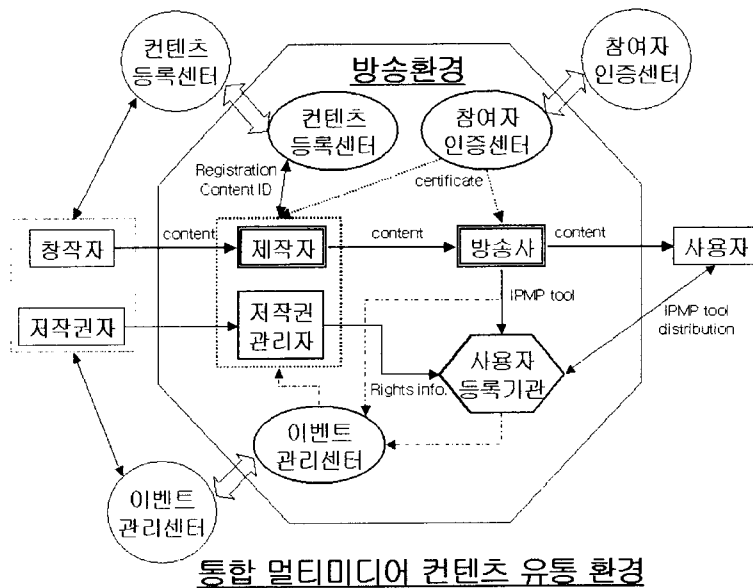 컨텐츠
등록센터
방송환경
참여자
인증센터
컨텐츠
등록센터
참여자
인증센터
Registration
Content ID
certificate
창작자
content
제작자
content
방송사
content
사용자
저작권자
저작권
관리자
IPMP tool
IPMP tool
distribution
사용자
등록기관
Rights info.
이벤트
관리센터
이벤트
관리센터
통합 멀티미디어 컨텐츠 유통 환경